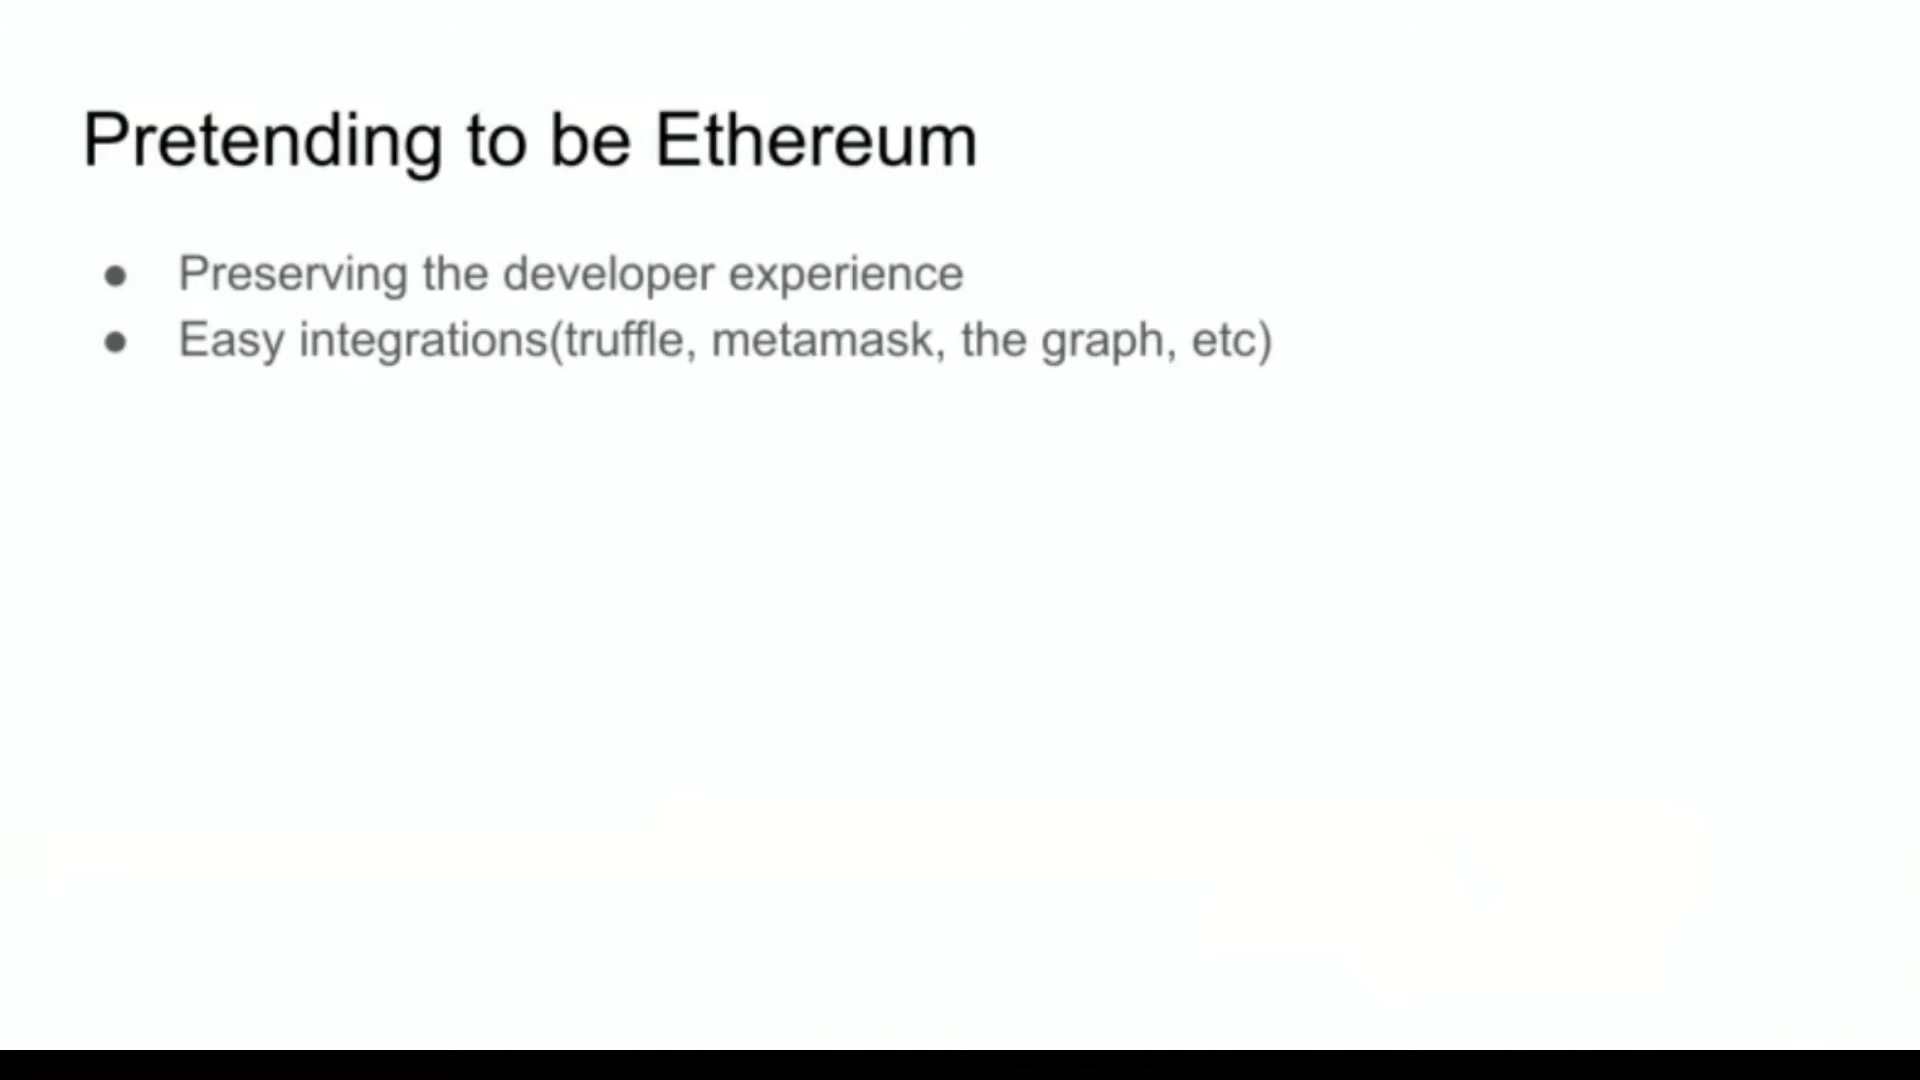 Pretending to be Ethereum
● Preserving the developer experience
● Easy integrations(truffle, metamask, the graph, etc)